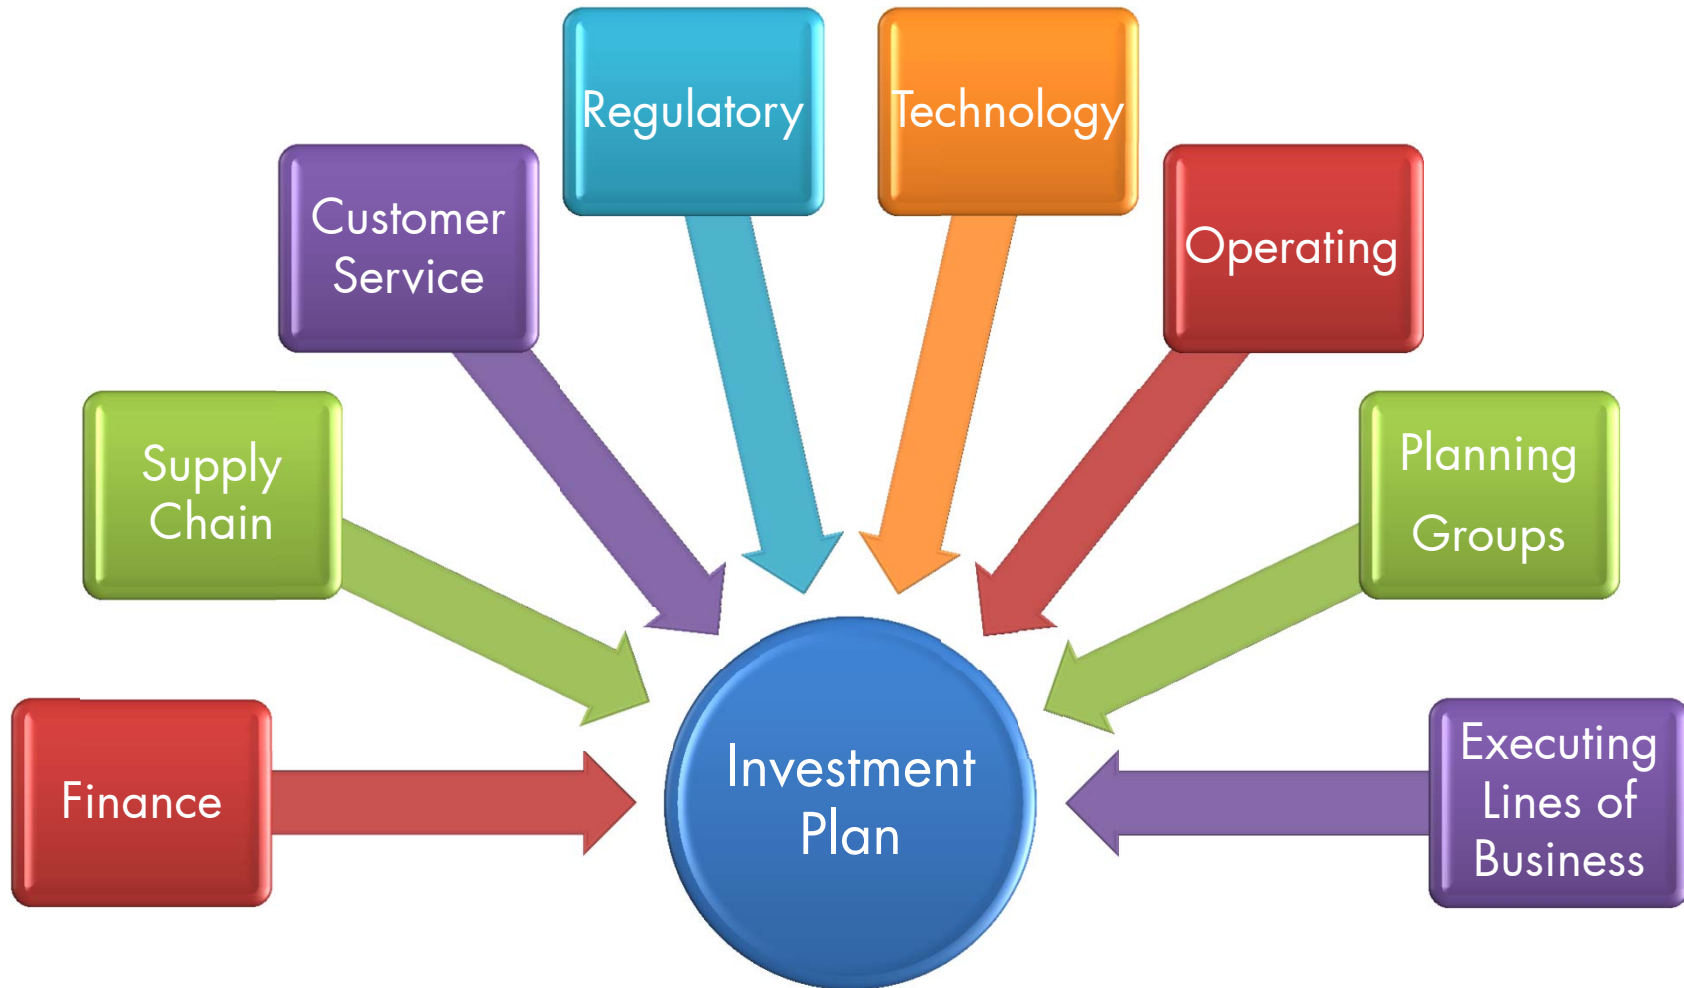 Regulatory
Technology
Customer
Service
Operating
Supply
Chain
Planning
Groups
Finance
Investment
Plan
Executing
Lines of
Business